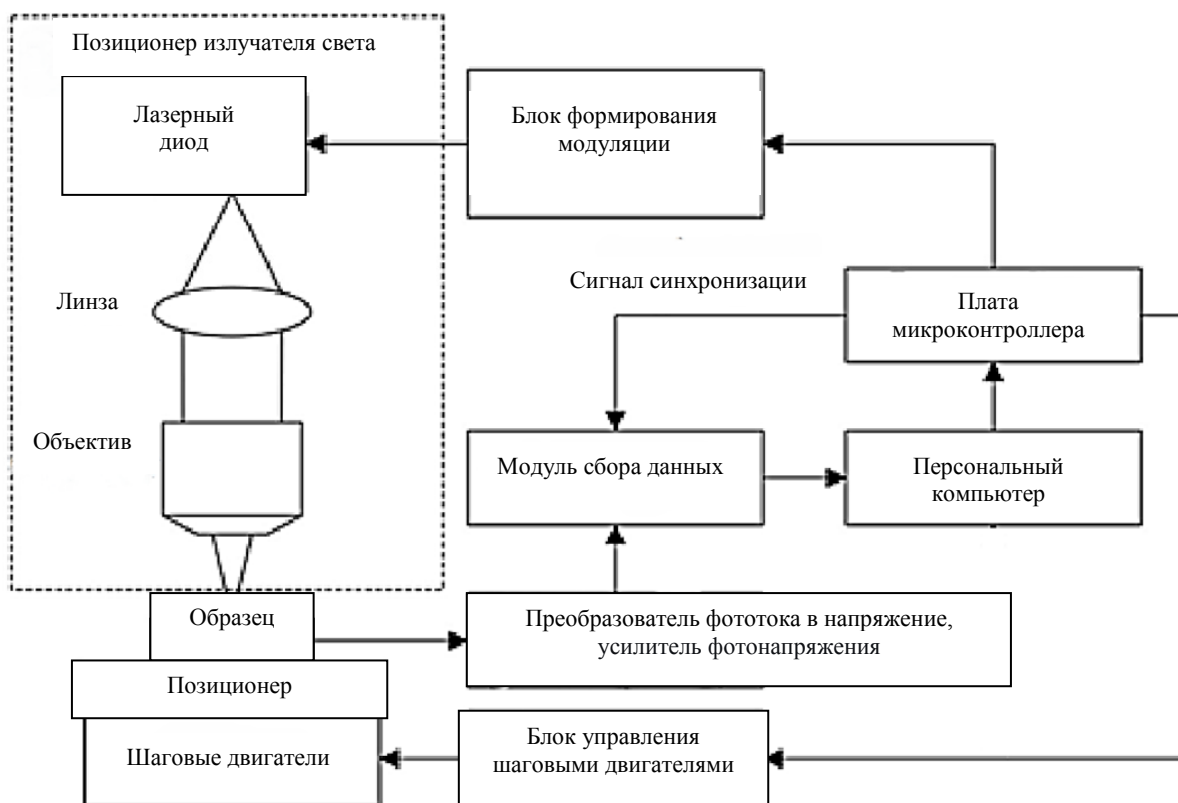 Позиционер излучателя света
Лазерный
диод
Блок формирования
модуляции
Линза
Сигнал синхронизации
Плата
микроконтроллера
Объектив
Модуль сбора данных
Персональный
компьютер
Образец
Преобразователь фототока в напряжение,
усилитель фотонапряжения
Позиционер
Шаговые двигатели
Блок управления
шаговыми двигателями